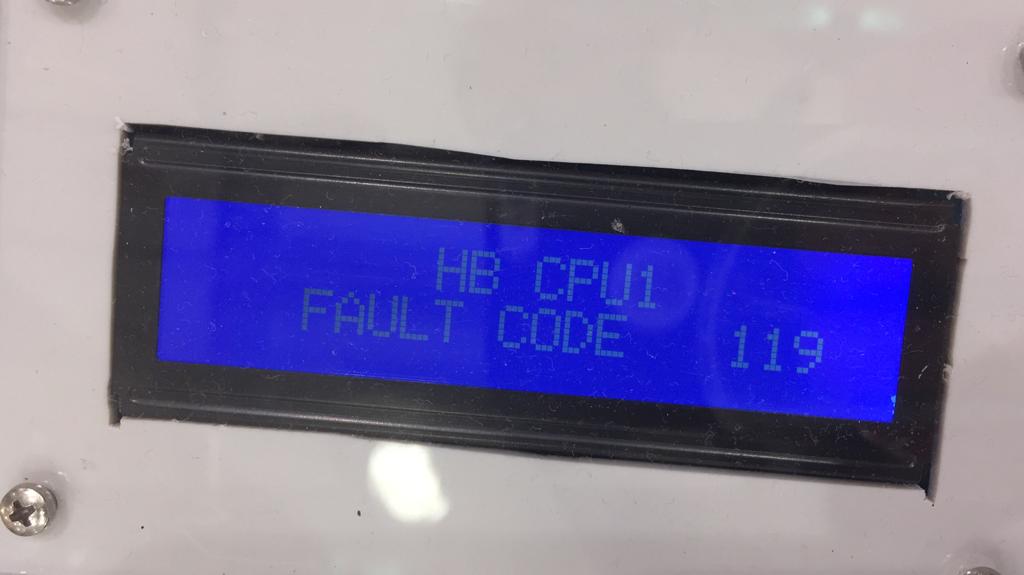 HB CPU1
FAULT CODE 119